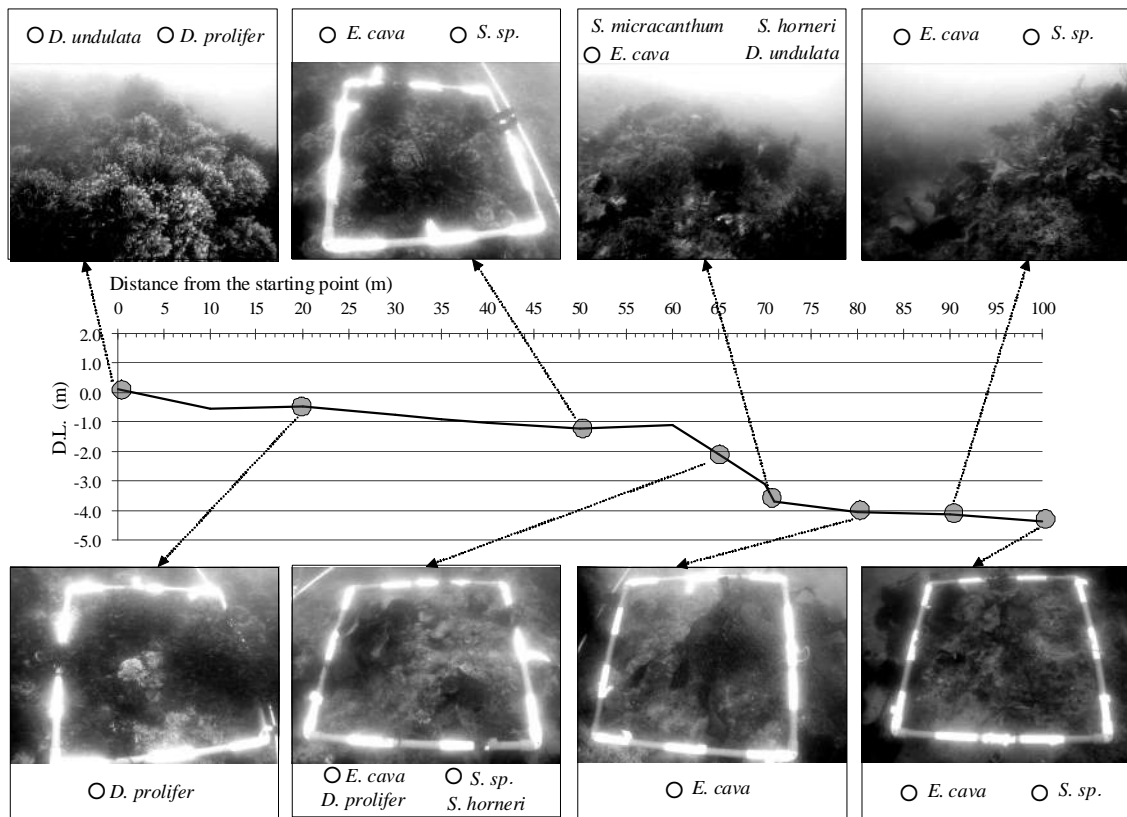 ○ D. undulata ○ D. prolifer
○ E. cava ○ S. sp.
S. micracanthum S. horneri
○ E. cava D. undulata
○ E. cava ○ S. sp.
Distance from the starting point (m)
0 5 10 15 20 25 30 35 40 45 50 55 60 65 70 75 80 85 90 95 100
2.0
1.0
0.0
-1.0
-2.0
-3.0
-4.0
-5.0
D.L. (m)
○ D. prolifer
○ E. cava ○ S. sp.
D. prolifer S. horneri
○ E. cava
○ E. cava ○ S. sp.